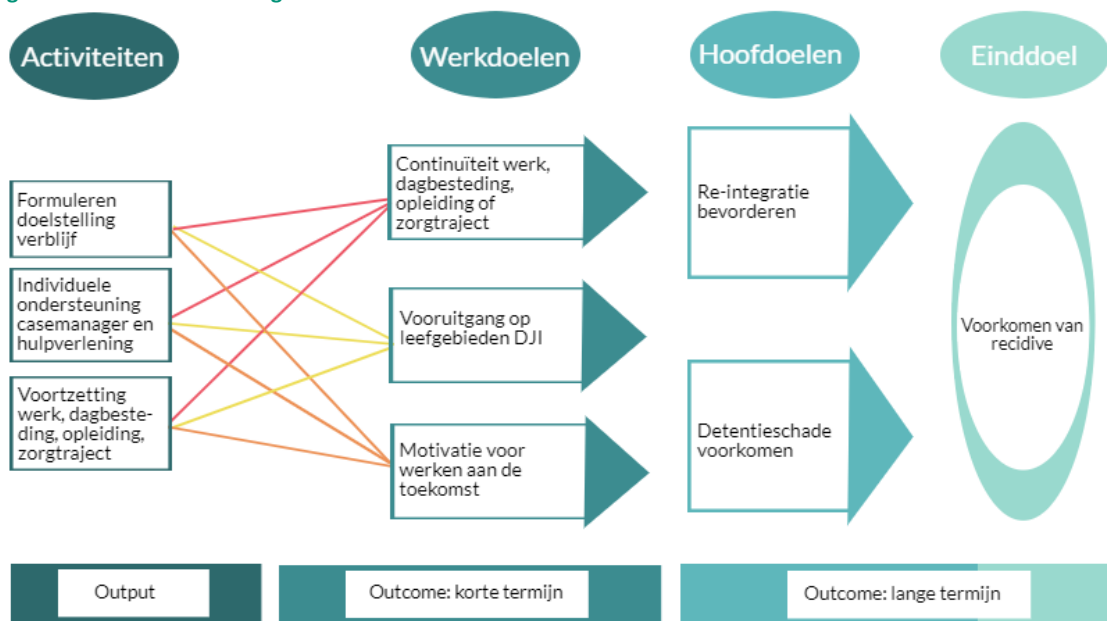 Activiteiten
Werkdoelen
Hoofdoelen
Einddoel
Formuleren
doelstelling
verblijf
Individuele
ondersteuning
casemanager en
hulpverlening
Voortzetting
werk, dagbeste-
ding, opleiding,
zorgtraject
Continuïteit werk,
dagbesteding,
opleiding of
zorgtraject
Vooruitgang op
leefgebieden DJI
Motivatie voor
werken aan de
toekomst
Re-integratie
bevorderen
Detentieschade
voorkomen
Voorkomen van
recidive
Output
Outcome: korte termijn
Outcome: lange termijn